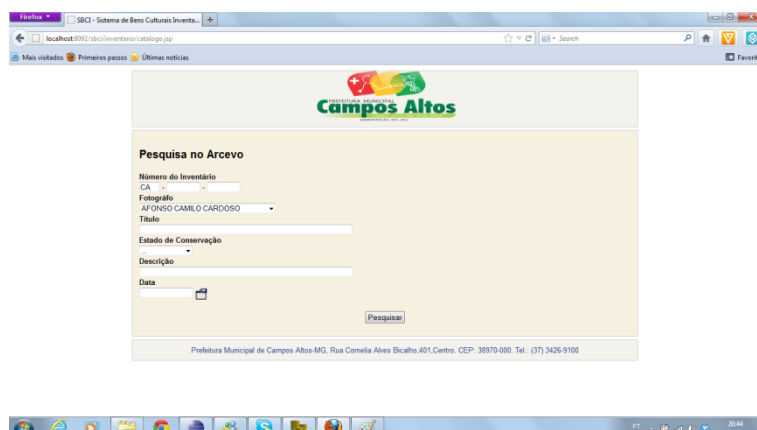 Firefox
SBCI - Sistema de Bens Culturais Inventa...
localhost:8092/sbci/inventario/catalogo.jsp
Search
Mais visitados Primeiros passos Últimas notícias
Favorit
PREFEITURA MUNICIPAL
Campos Altos
Pesquisa no Arcevo
Número do Inventário
CA - -
Fotográfo
AFONSO CAMILO CARDOSO
Título
Estado de Conservação
...
Descrição
Data
Pesquisar
Prefeitura Municipal de Campos Altos-MG, Rua Cornelia Alves Bicalho,401,Centro. CEP: 38970-000. Tel.: (37) 3426-9100
PT
20:44